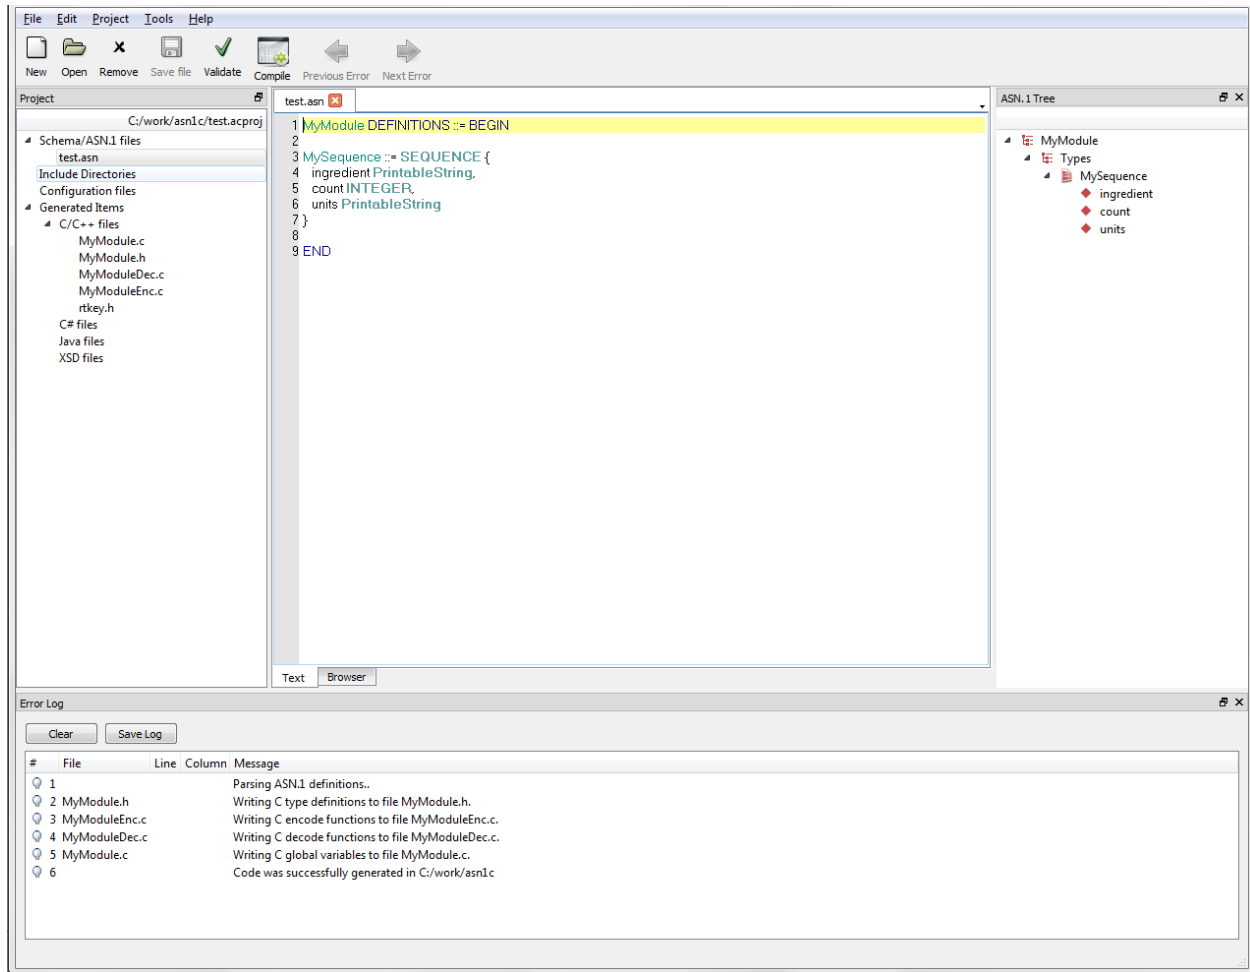 File Edit Project Tools Help
New Open Remove Save file Validate Compile Previous Error Next Error
Project
C:/work/asn1c/test.acproj
Schema/ASN.1 files
test.asn
Include Directories
Configuration files
Generated Items
C/C++ files
MyModule.c
MyModule.h
MyModuleDec.c
MyModuleEnc.c
rtkey.h
C# files
Java files
XSD files
test.asn
1 MyModule DEFINITIONS ::= BEGIN
2
3 MySequence ::= SEQUENCE {
4 ingredient PrintableString,
5 count INTEGER,
6 units PrintableString
7 }
8
9 END
Text Browser
ASN.1 Tree
MyModule
Types
MySequence
ingredient
count
units
Error Log
Clear Save Log
# File Line Column Message
1 Parsing ASN.1 definitions..
2 MyModule.h Writing C type definitions to file MyModule.h.
3 MyModuleEnc.c Writing C encode functions to file MyModuleEnc.c.
4 MyModuleDec.c Writing C decode functions to file MyModuleDec.c.
5 MyModule.c Writing C global variables to file MyModule.c.
6 Code was successfully generated in C:/work/asn1c